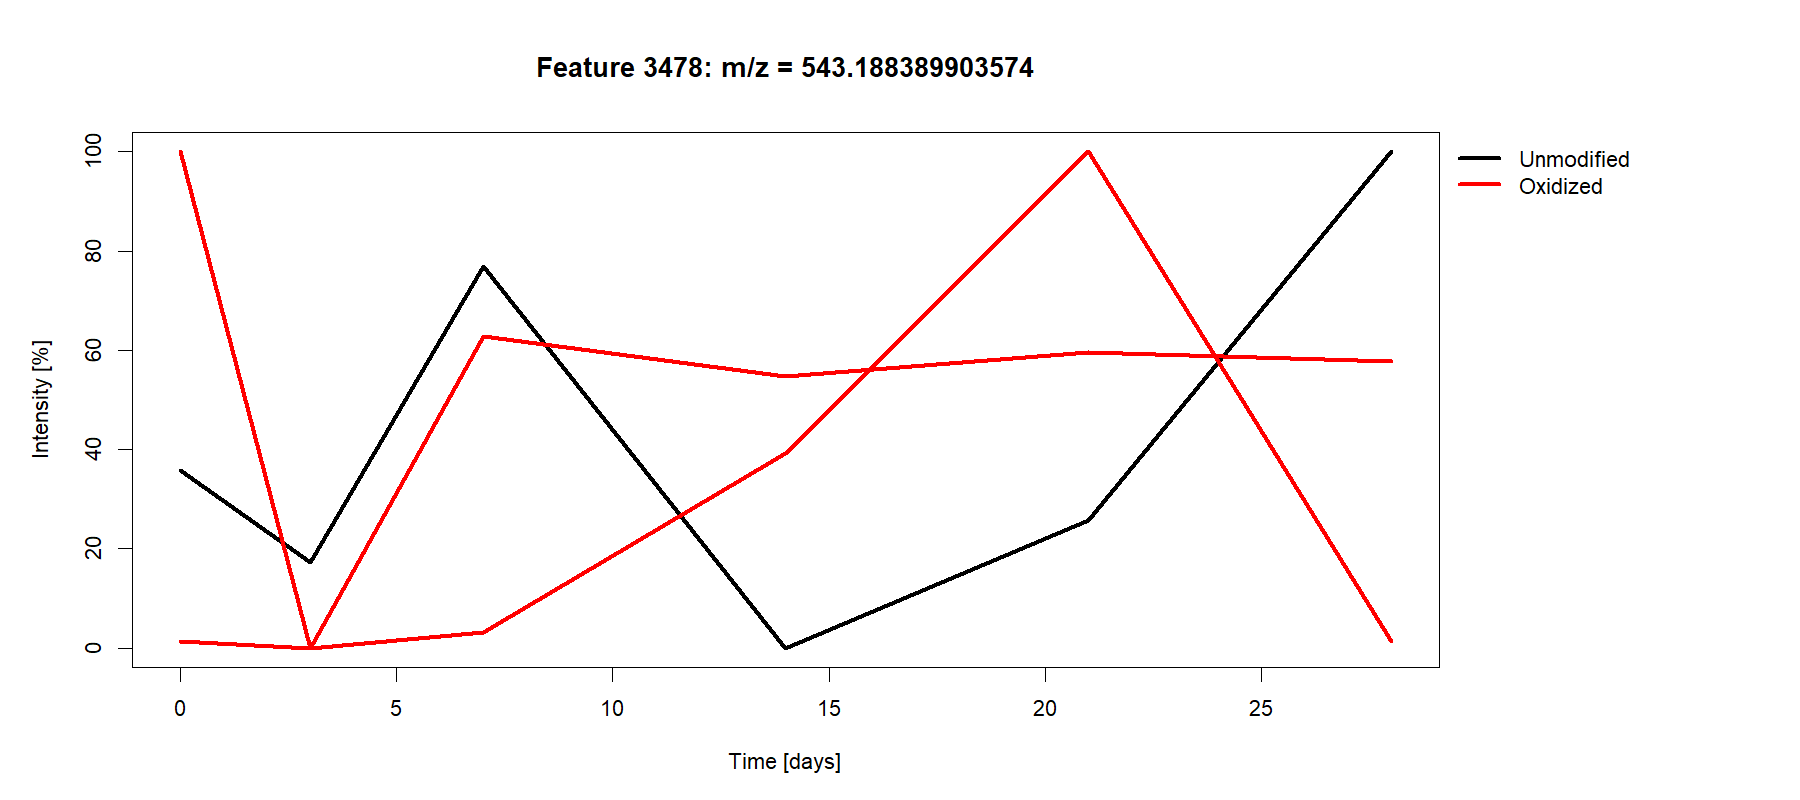 Feature 3478: m/z = 543.188389903574
Unmodified
Oxidized
Intensity [%]
100
80
60
40
20
0
0 5 10 15 20 25
Time [days]